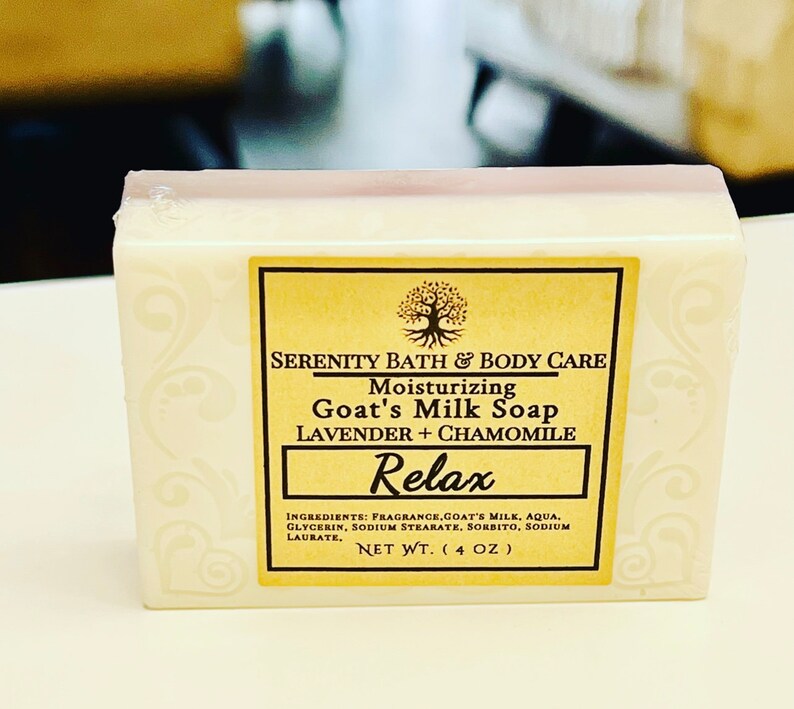 SERENITY BATH & BODY CARE
Moisturizing
Goat's Milk Soap
LAVENDER + CHAMOMILE
Relax
INGREDIENTS: FRAGRANCE,GOAT'S MILK, AQUA,
GLYCERIN, SODIUM STEARATE, SORBITO, SODIUM
LAURATE,
NET WT. ( 4 OZ )